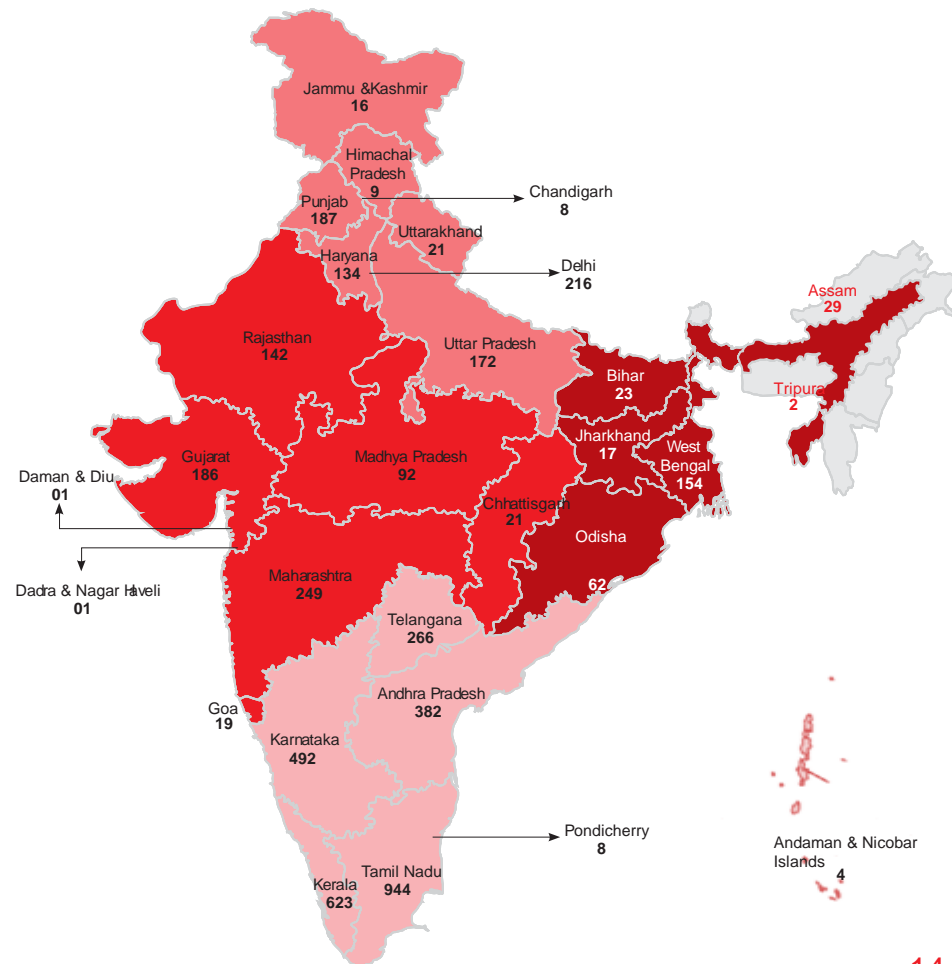 Jammu &Kashmir
16
Himachal
Pradesh
9
Chandigarh
8
Punjab
187
Uttarakhand
21
Haryana
134
Delhi
216
Assam
29
Rajasthan
142
Uttar Pradesh
172
Bihar
23
Tripura
2
Jharkhand
17
West
Bengal
154
Gujarat
186
Madhya Pradesh
92
Daman & Diu
01
Chhattisgarh
21
Odisha
62
Dadra & Nagar Haveli
01
Maharashtra
249
Telangana
266
Andhra Pradesh
382
Goa
19
Karnataka
492
Pondicherry
8
Andaman & Nicobar
Islands
4
Tamil Nadu
944
Kerala
623